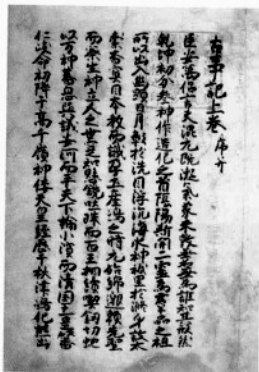 古事記上巻 序并
臣安萬侶言夫混元既凝氣象未效無名無爲誰知其形然
乾坤初分参神作造化之首陰陽斯開二靈爲群品之祖
所以出入幽顯日月彰於洗目浮沉海水神祇呈於滌身故太
素杳冥因本教而識孕土産嶋之時元始綿邈頼先聖
而察生神立人之世寔知懸鏡吐珠而百王相續喫釼切蛇
以万神蕃息與議安河而平天下論小濱而清國土是以番
仁岐命初降于高千嶺神倭天皇經歴于秋津嶋化熊出